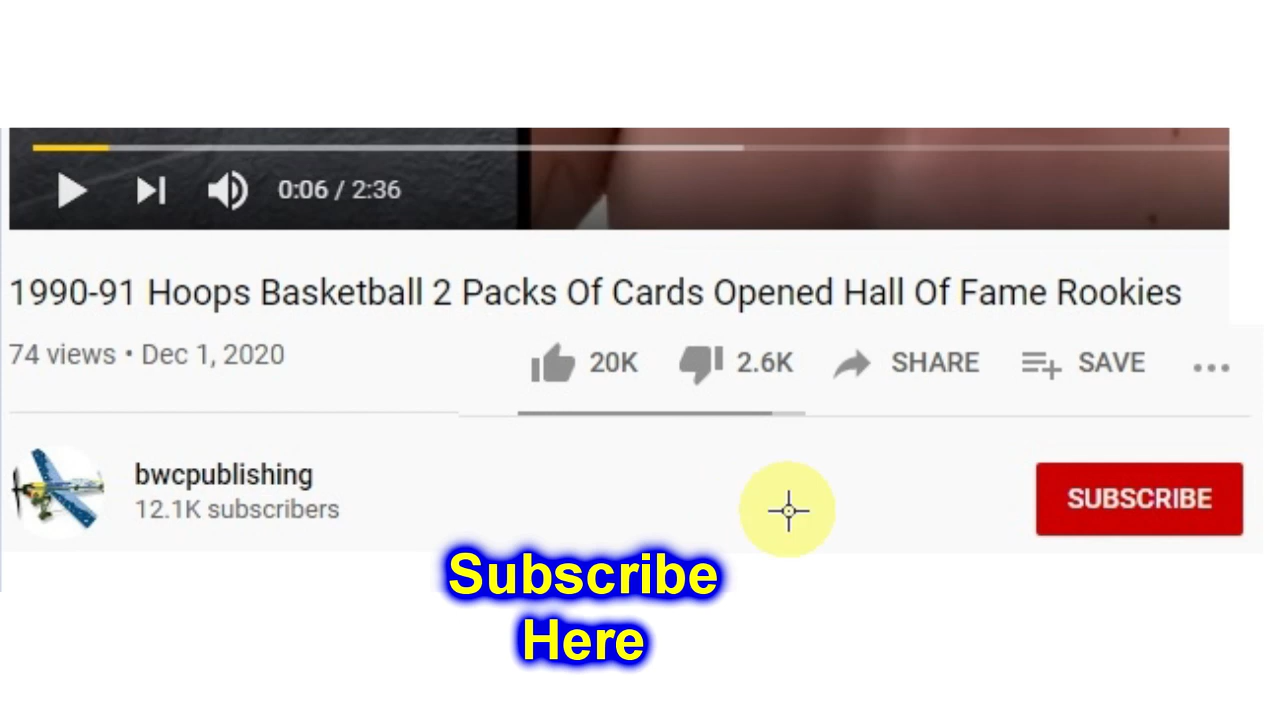 0:06 / 2:36
1990-91 Hoops Basketball 2 Packs Of Cards Opened Hall Of Fame Rookies
74 views • Dec 1, 2020
20K 2.6K SHARE SAVE
bwcpublishing
12.1K subscribers
SUBSCRIBE
Subscribe
Here